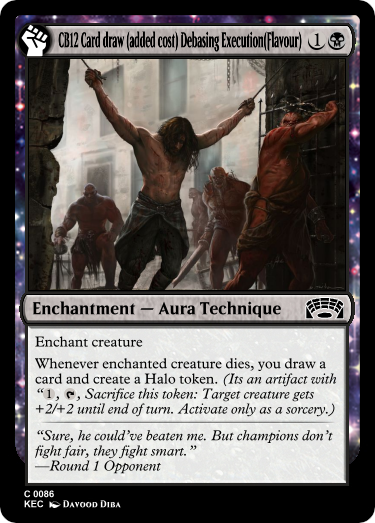 CB12 Card draw (added cost) Debasing Execution(Flavour) 1
Enchantment — Aura Technique
Enchant creature
Whenever enchanted creature dies, you draw a
card and create a Halo token. (Its an artifact with
“1, , Sacrifice this token: Target creature gets
+2/+2 until end of turn. Activate only as a sorcery.)
“Sure, he could’ve beaten me. But champions don’t
fight fair, they fight smart.”
—Round 1 Opponent
C 0086
KEC Davood Diba